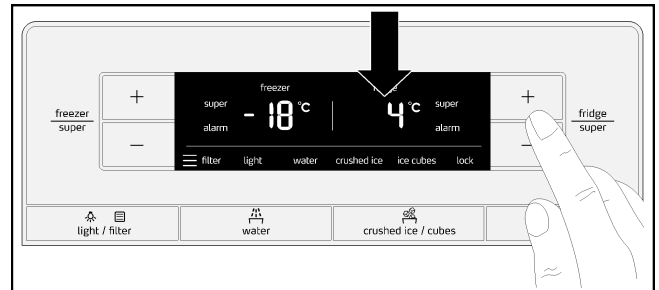 freezer
super
+
−
freezer
super
alarm
-18°C
4°C
super
alarm
filter light water crushed ice ice cubes lock
+
−
fridge
super
light / filter
water
crushed ice / cubes